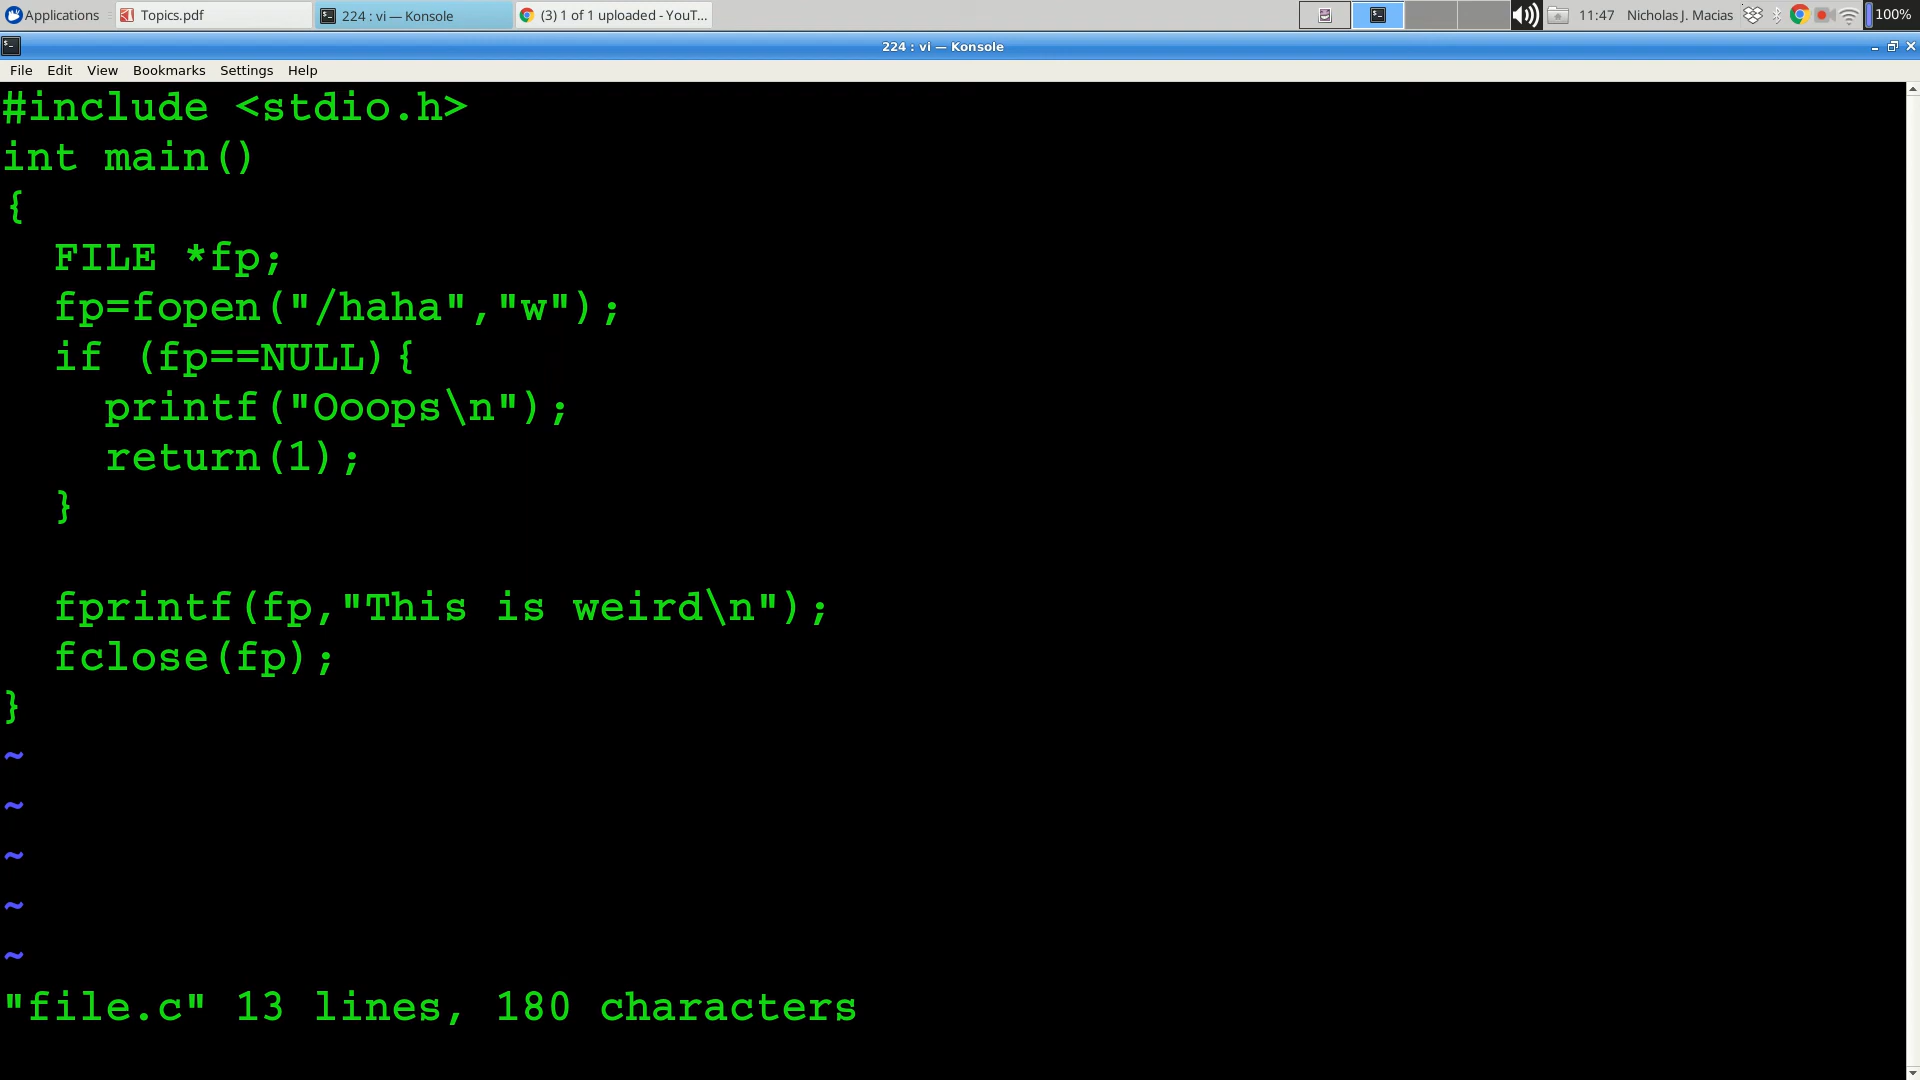 Applications Topics.pdf 224 : vi — Konsole (3) 1 of 1 uploaded - YouT... 11:47 Nicholas J. Macias 100%
224 : vi — Konsole
File Edit View Bookmarks Settings Help
#include <stdio.h>
int main()
{
   FILE *fp;
   fp=fopen("/haha","w");
   if (fp==NULL){
      printf("Ooops\n");
      return(1);
   }

   fprintf(fp,"This is weird\n");
   fclose(fp);
}
~
~
~
~
~
"file.c" 13 lines, 180 characters